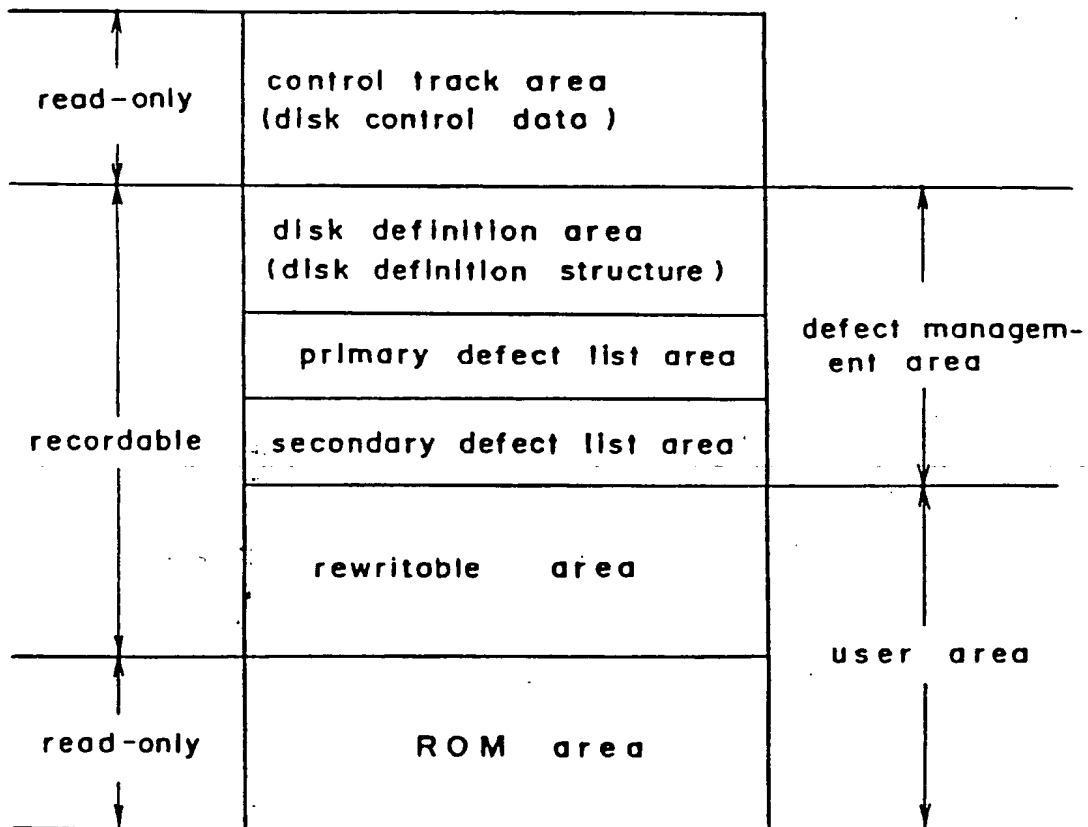 read-only
control track area
(disk control data)
disk definition area
(disk definition structure)
primary defect list area
defect managem-
ent area
recordable
secondary defect list area
rewritable area
user area
read-only
ROM area